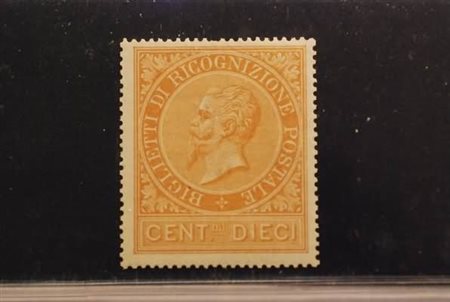 BIGLIETTI DI RICOGNIZIONE POSTALE
CENT.MI DIECI